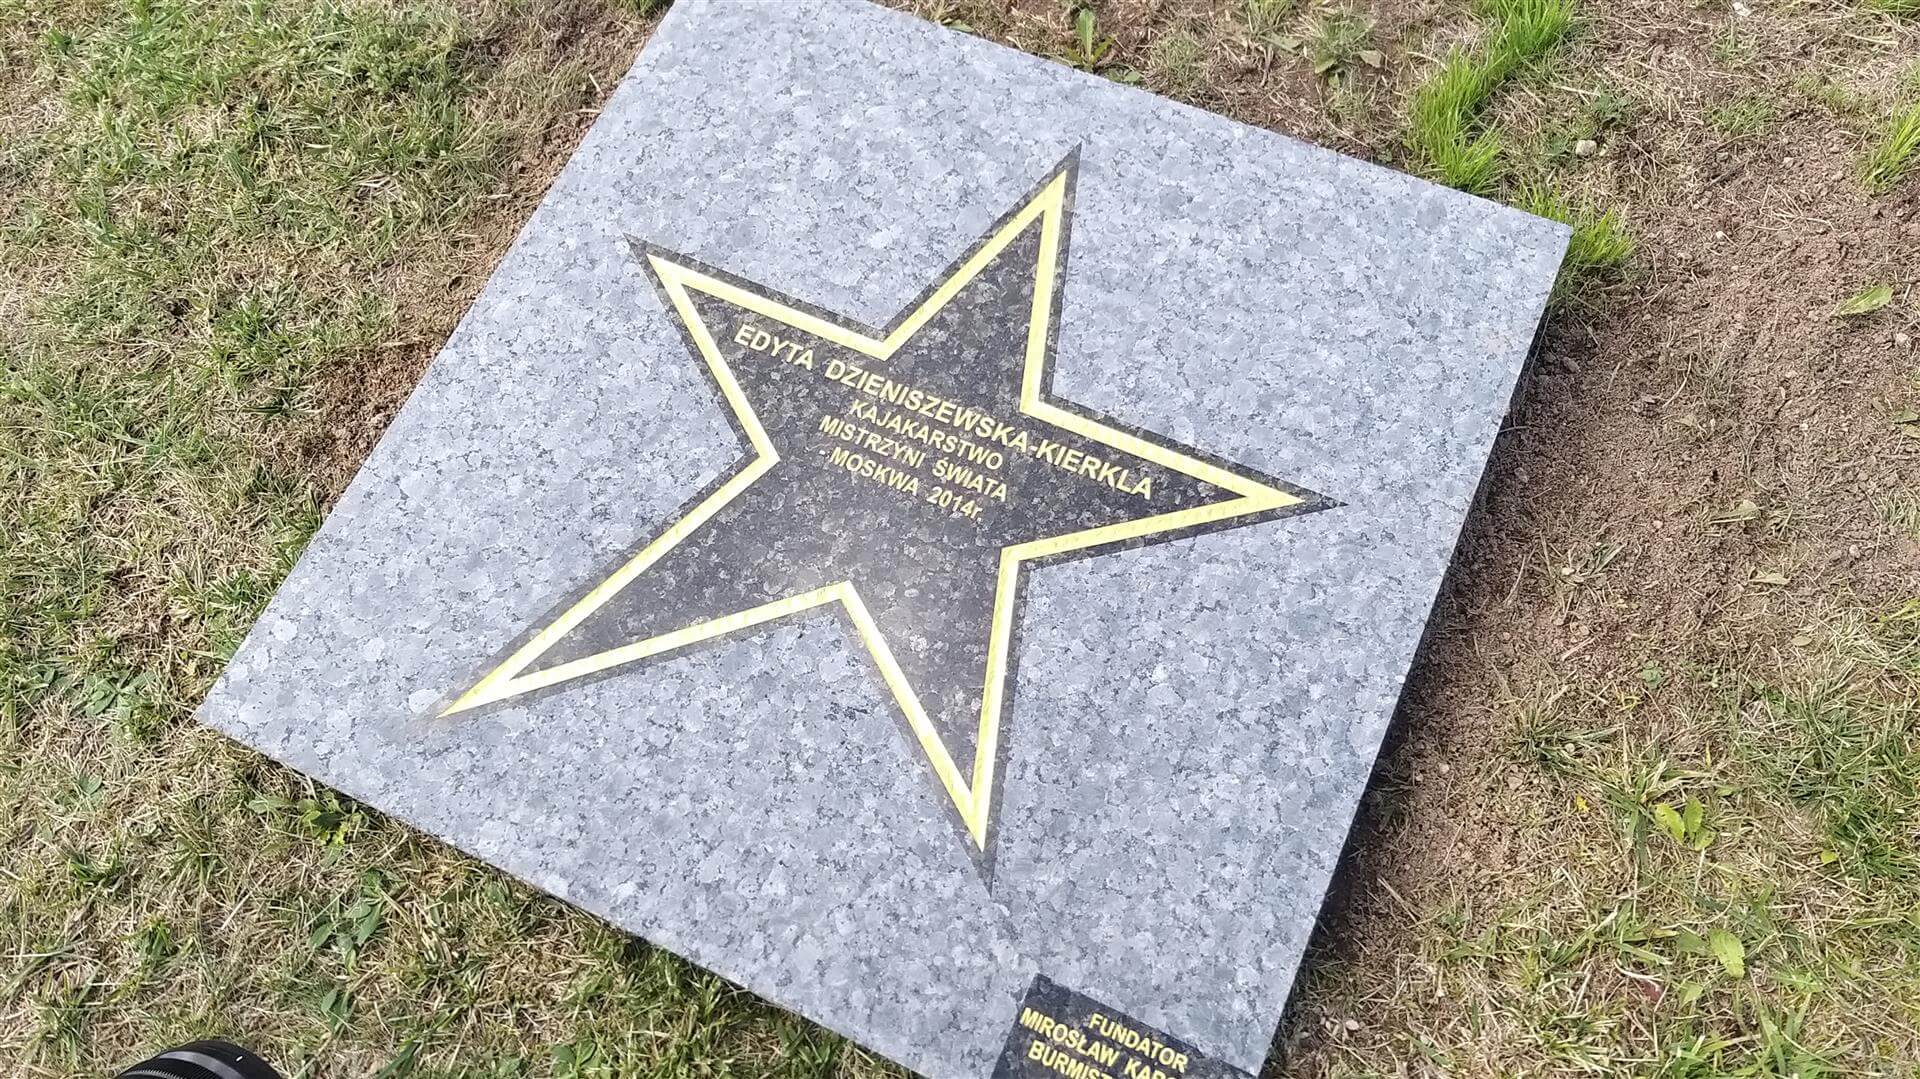 EDYTA DZIENISZEWSKA-KIERKLA
KAJAKARSTWO
MISTRZYNI ŚWIATA
MOSKWA 2014r.
FUNDATOR
MIROSŁAW